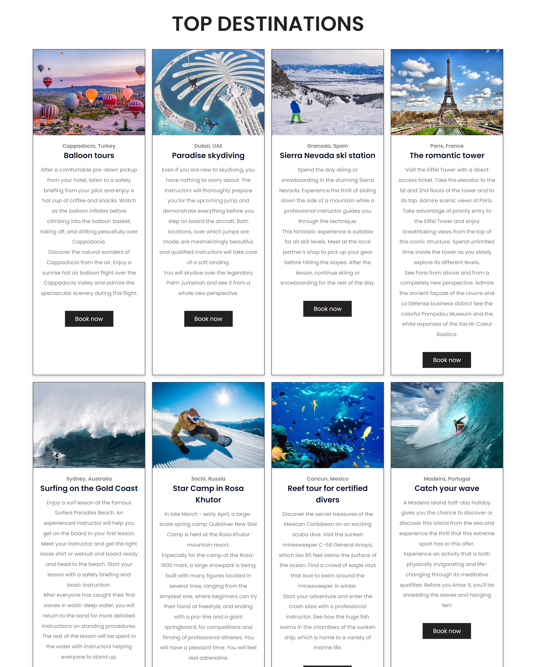 TOP DESTINATIONS
Cappadocia, Turkey
Balloon tours
After a comfortable pre-dawn pickup
from your hotel, listen to a safety
briefing from your pilot and enjoy a
hot cup of coffee and snacks. Watch
as the balloon inflates before
climbing into the balloon basket,
taking off, and drifting peacefully over
Cappadocia.
Discover the natural wonders of
Cappadocia from the air. Enjoy a
sunrise hot air balloon flight over the
Cappadocia Valley and admire the
spectacular scenery during this flight.
Book now
Dubai, UAE
Paradise skydiving
Even if you are new to skydiving, you
have nothing to worry about. The
instructors will thoroughly prepare
you for the upcoming jump and
demonstrate everything before you
step on board the aircraft. Both
locations, over which jumps are
made, are mesmerizingly beautiful,
and qualified instructors will take care
of a soft landing.
You will skydive over the legendary
Palm Jumeirah and see it from a
whole new perspective.
Book now
Granada, Spain
Sierra Nevada ski station
Spend the day skiing or
snowboarding in the stunning Sierra
Nevada. Experience the thrill of sliding
down the side of a mountain while a
professional instructor guides you
through the technique.
This fantastic experience is suitable
for all skill levels. Meet at the local
partner's shop to pick up your gear
before hitting the slopes. After the
lesson, continue skiing or
snowboarding for the rest of the day.
Book now
Paris, France
The romantic tower
Visit the Eiffel Tower with a direct
access ticket. Take the elevator to the
1st and 2nd floors of the tower and to
its top. Admire scenic views of Paris.
Take advantage of priority entry to
the Eiffel Tower and enjoy
breathtaking views from the top of
this iconic structure. Spend unlimited
time inside the tower as you slowly
explore its different levels.
See Paris from above and from a
completely new perspective. Admire
the ancient façade of the Louvre and
La Défense business district See the
colorful Pompidou Museum and the
white expanses of the Sacré-Coeur
Basilica.
Book now
Sydney, Australia
Surfing on the Gold Coast
Enjoy a surf lesson at the famous
Surfers Paradise Beach. An
experienced instructor will help you
get on the board in your first lesson.
Meet your instructor and get the right
loose shirt or wetsuit and board ready
and head to the beach. Start your
lesson with a safety briefing and
basic instruction.
After everyone has caught their first
waves in waist-deep water, you will
return to the sand for more detailed
instructions on standing procedures.
The rest of the lesson will be spent in
the water with instructors helping
everyone to stand up.
Sochi, Russia
Star Camp in Rosa
Khutor
In late March - early April, a large-
scale spring camp Quiksilver New Star
Camp is held at the Rosa Khutor
mountain resort.
Especially for the camp at the Rosa-
1600 mark, a large snowpark is being
built with many figures located in
several lines, ranging from the
simplest one, where beginners can try
their hand at freestyle, and ending
with a pro-line and a giant
springboard, for competitions and
filming of professional athletes. You
will have a pleasant time. You will feel
rest adrenaline.
Cancun, Mexico
Reef tour for certified
divers
Discover the secret treasures of the
Mexican Caribbean on an exciting
scuba dive. Visit the sunken
minesweeper C-58 General Anaya,
which lies 85 feet below the surface of
the ocean. Find a crowd of eagle rays
that love to swim around the
minesweeper in winter.
Start your adventure and enter the
crash sites with a professional
instructor. See how the huge fish
swims in the chambers of the sunken
ship, which is home to a variety of
marine life.
Madeira, Portugal
Catch your wave
A Madeira Island half-day holiday
gives you the chance to discover or
discover this island from the sea and
experience the thrill that this extreme
sport has to this offer.
Experience an activity that is both
physically invigorating and life-
changing through its meditative
qualities. Before you know it, you'll be
shredding the waves and hanging
ten!
Book now